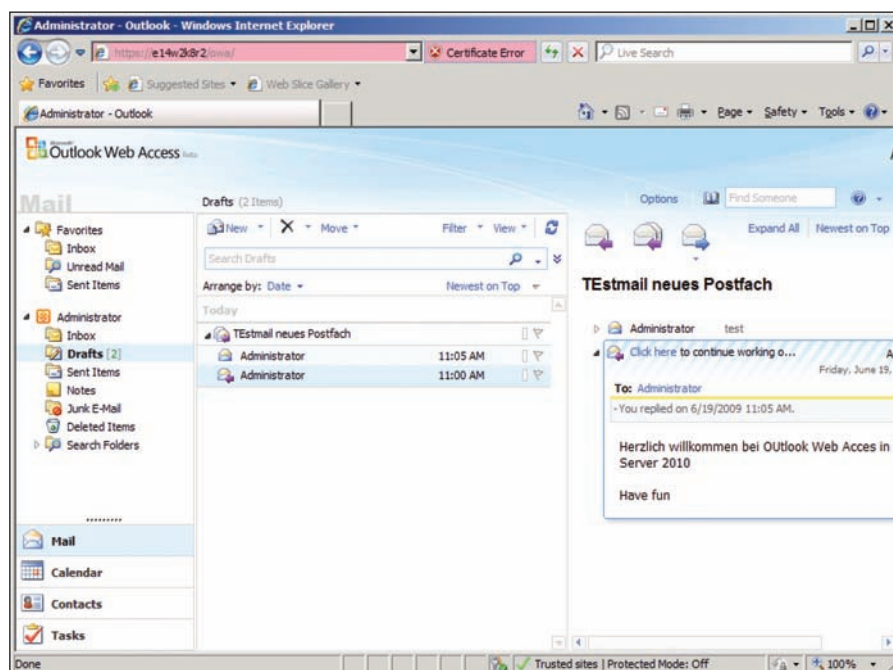 Administrator - Outlook - Windows Internet Explorer
https://e14w2k8r2/owa/
Certificate Error
Live Search
Favorites
Suggested Sites
Web Slice Gallery
Administrator - Outlook
Page
Safety
Tools
Microsoft
Outlook Web Access Beta
Mail
Drafts (2 Items)
Options
Find Someone
Favorites
Inbox
Unread Mail
Sent Items
Administrator
Inbox
Drafts [2]
Sent Items
Notes
Junk E-Mail
Deleted Items
Search Folders
Mail
Calendar
Contacts
Tasks
New
Move
Filter
View
Search Drafts
Arrange by: Date
Newest on Top
Today
TEstmail neues Postfach
Administrator 11:05 AM
Administrator 11:00 AM
Expand All
Newest on Top
TEstmail neues Postfach
Administrator test
Click here to continue working o... A
Friday, June 19,
To: Administrator
-You replied on 6/19/2009 11:05 AM.
Herzlich willkommen bei OUtlook Web Acces in
Server 2010
Have fun
Done
Trusted sites | Protected Mode: Off
100%